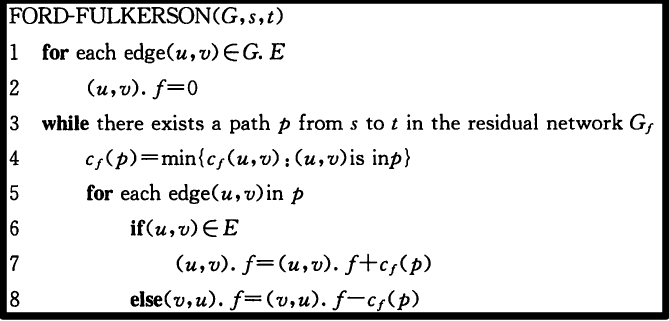 FORD-FULKERSON(G,s,t)
1 for each edge(u,v)∈G. E
2 (u,v). f=0
3 while there exists a path p from s to t in the residual network G_f
4 c_f(p)=min{c_f(u,v):(u,v)is inp}
5 for each edge(u,v)in p
6 if(u,v)∈E
7 (u,v). f=(u,v). f+c_f(p)
8 else(v,u). f=(v,u). f−c_f(p)